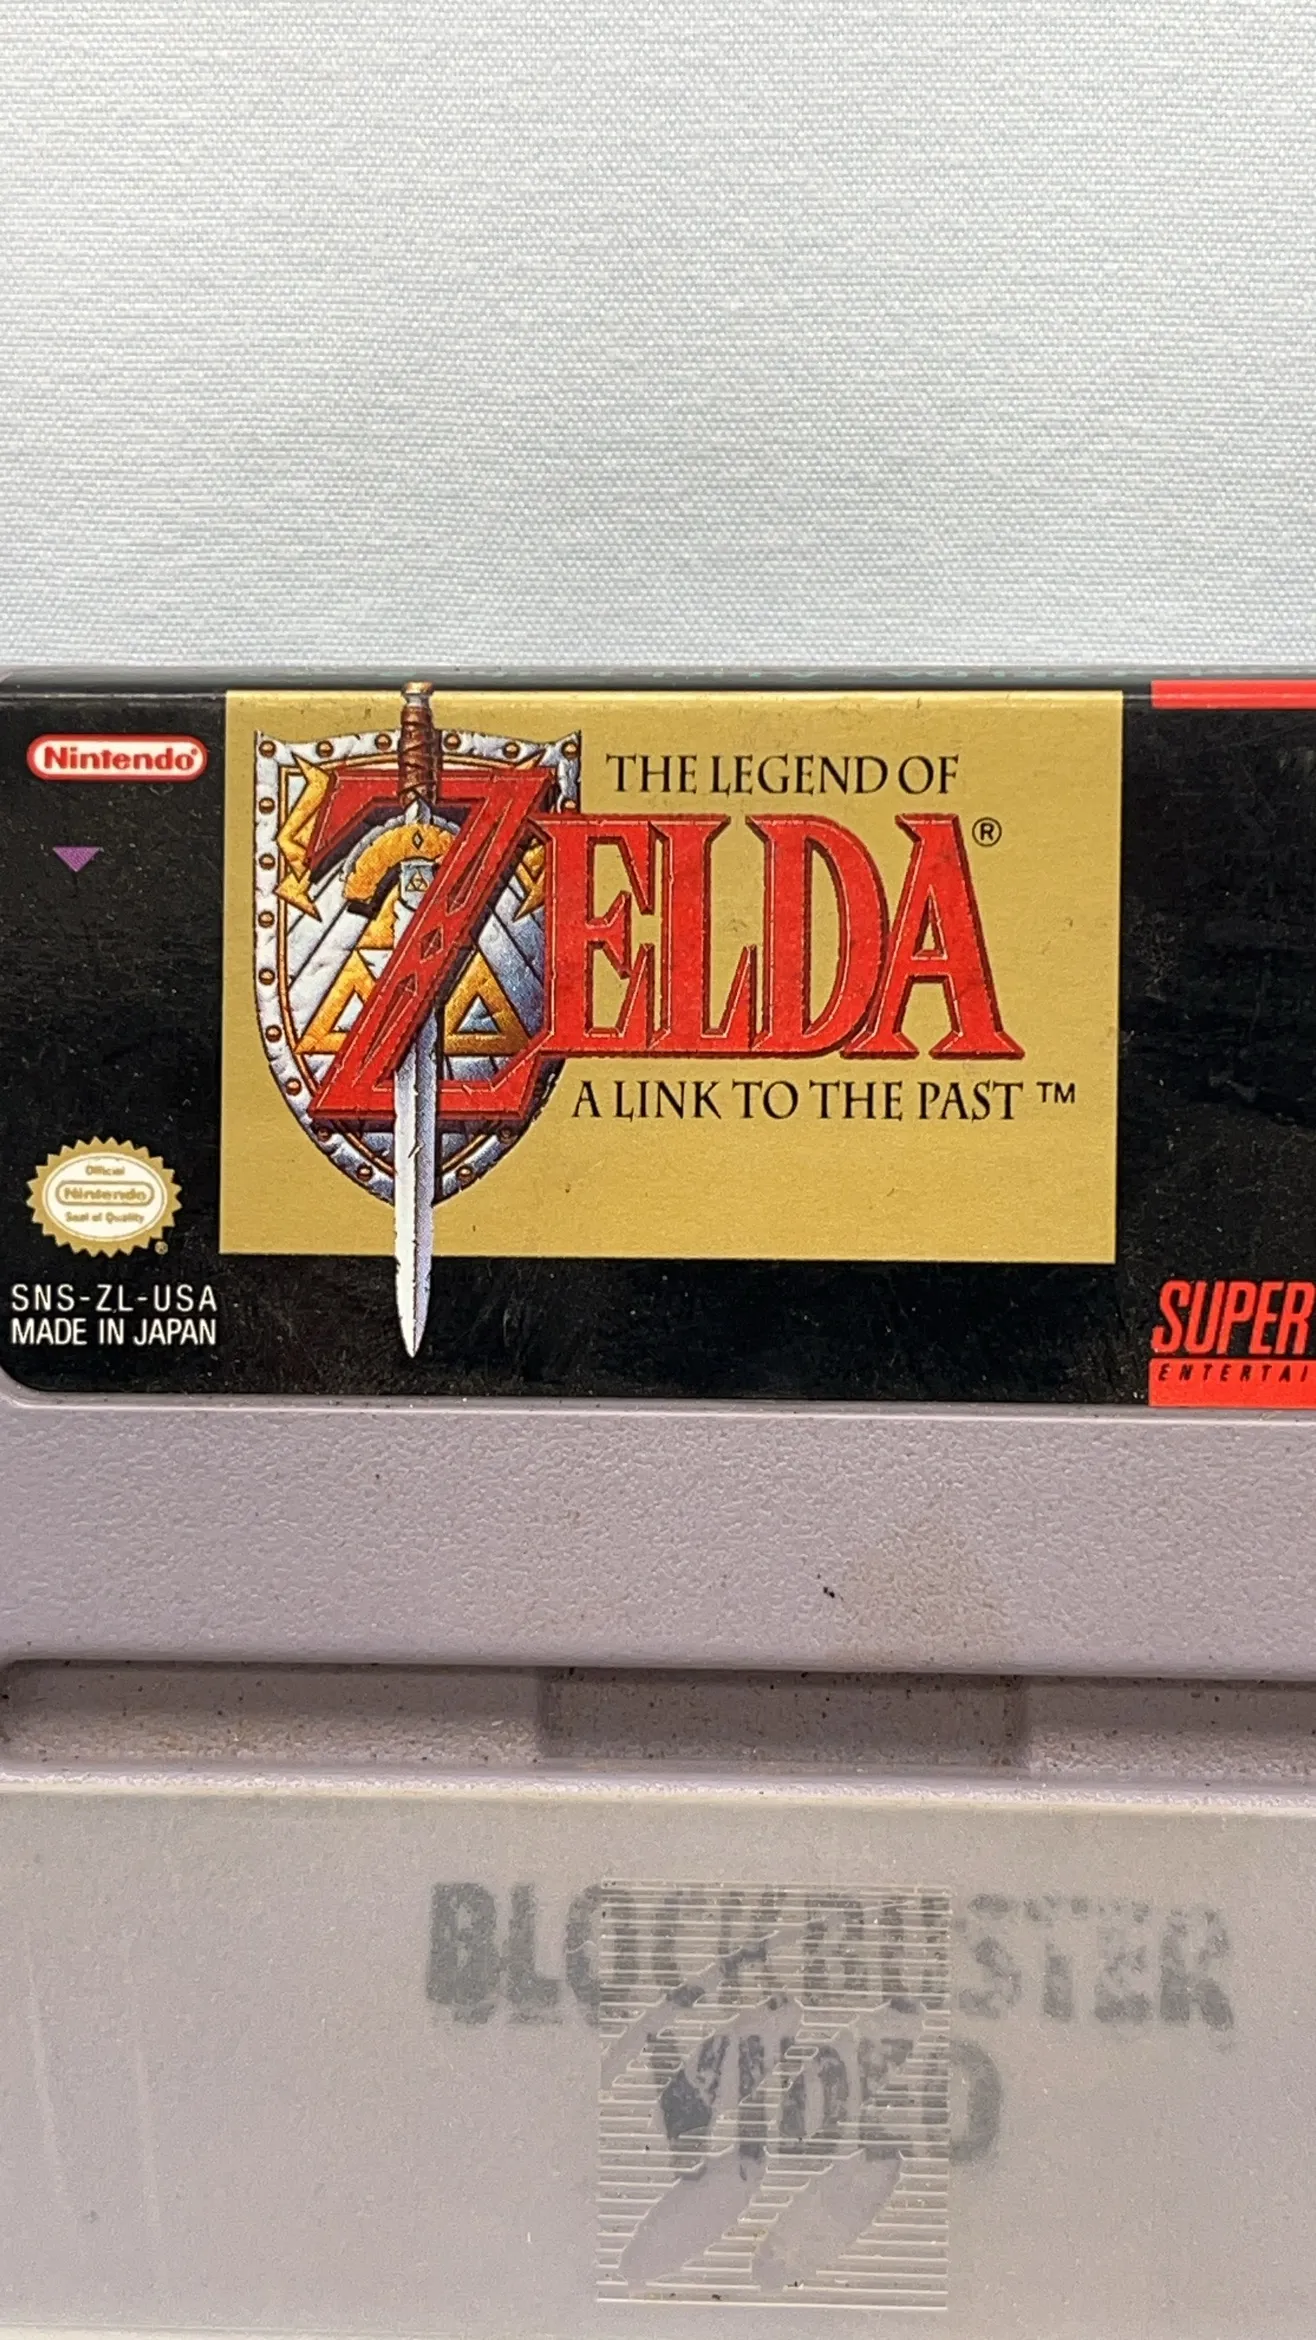 Nintendo®
THE LEGEND OF
ZELDA®
A LINK TO THE PAST™
Official
Nintendo
Seal of Quality
®
SNS-ZL-USA
MADE IN JAPAN
SUPER
ENTERTAI
BLOCKBUSTER
VIDEO